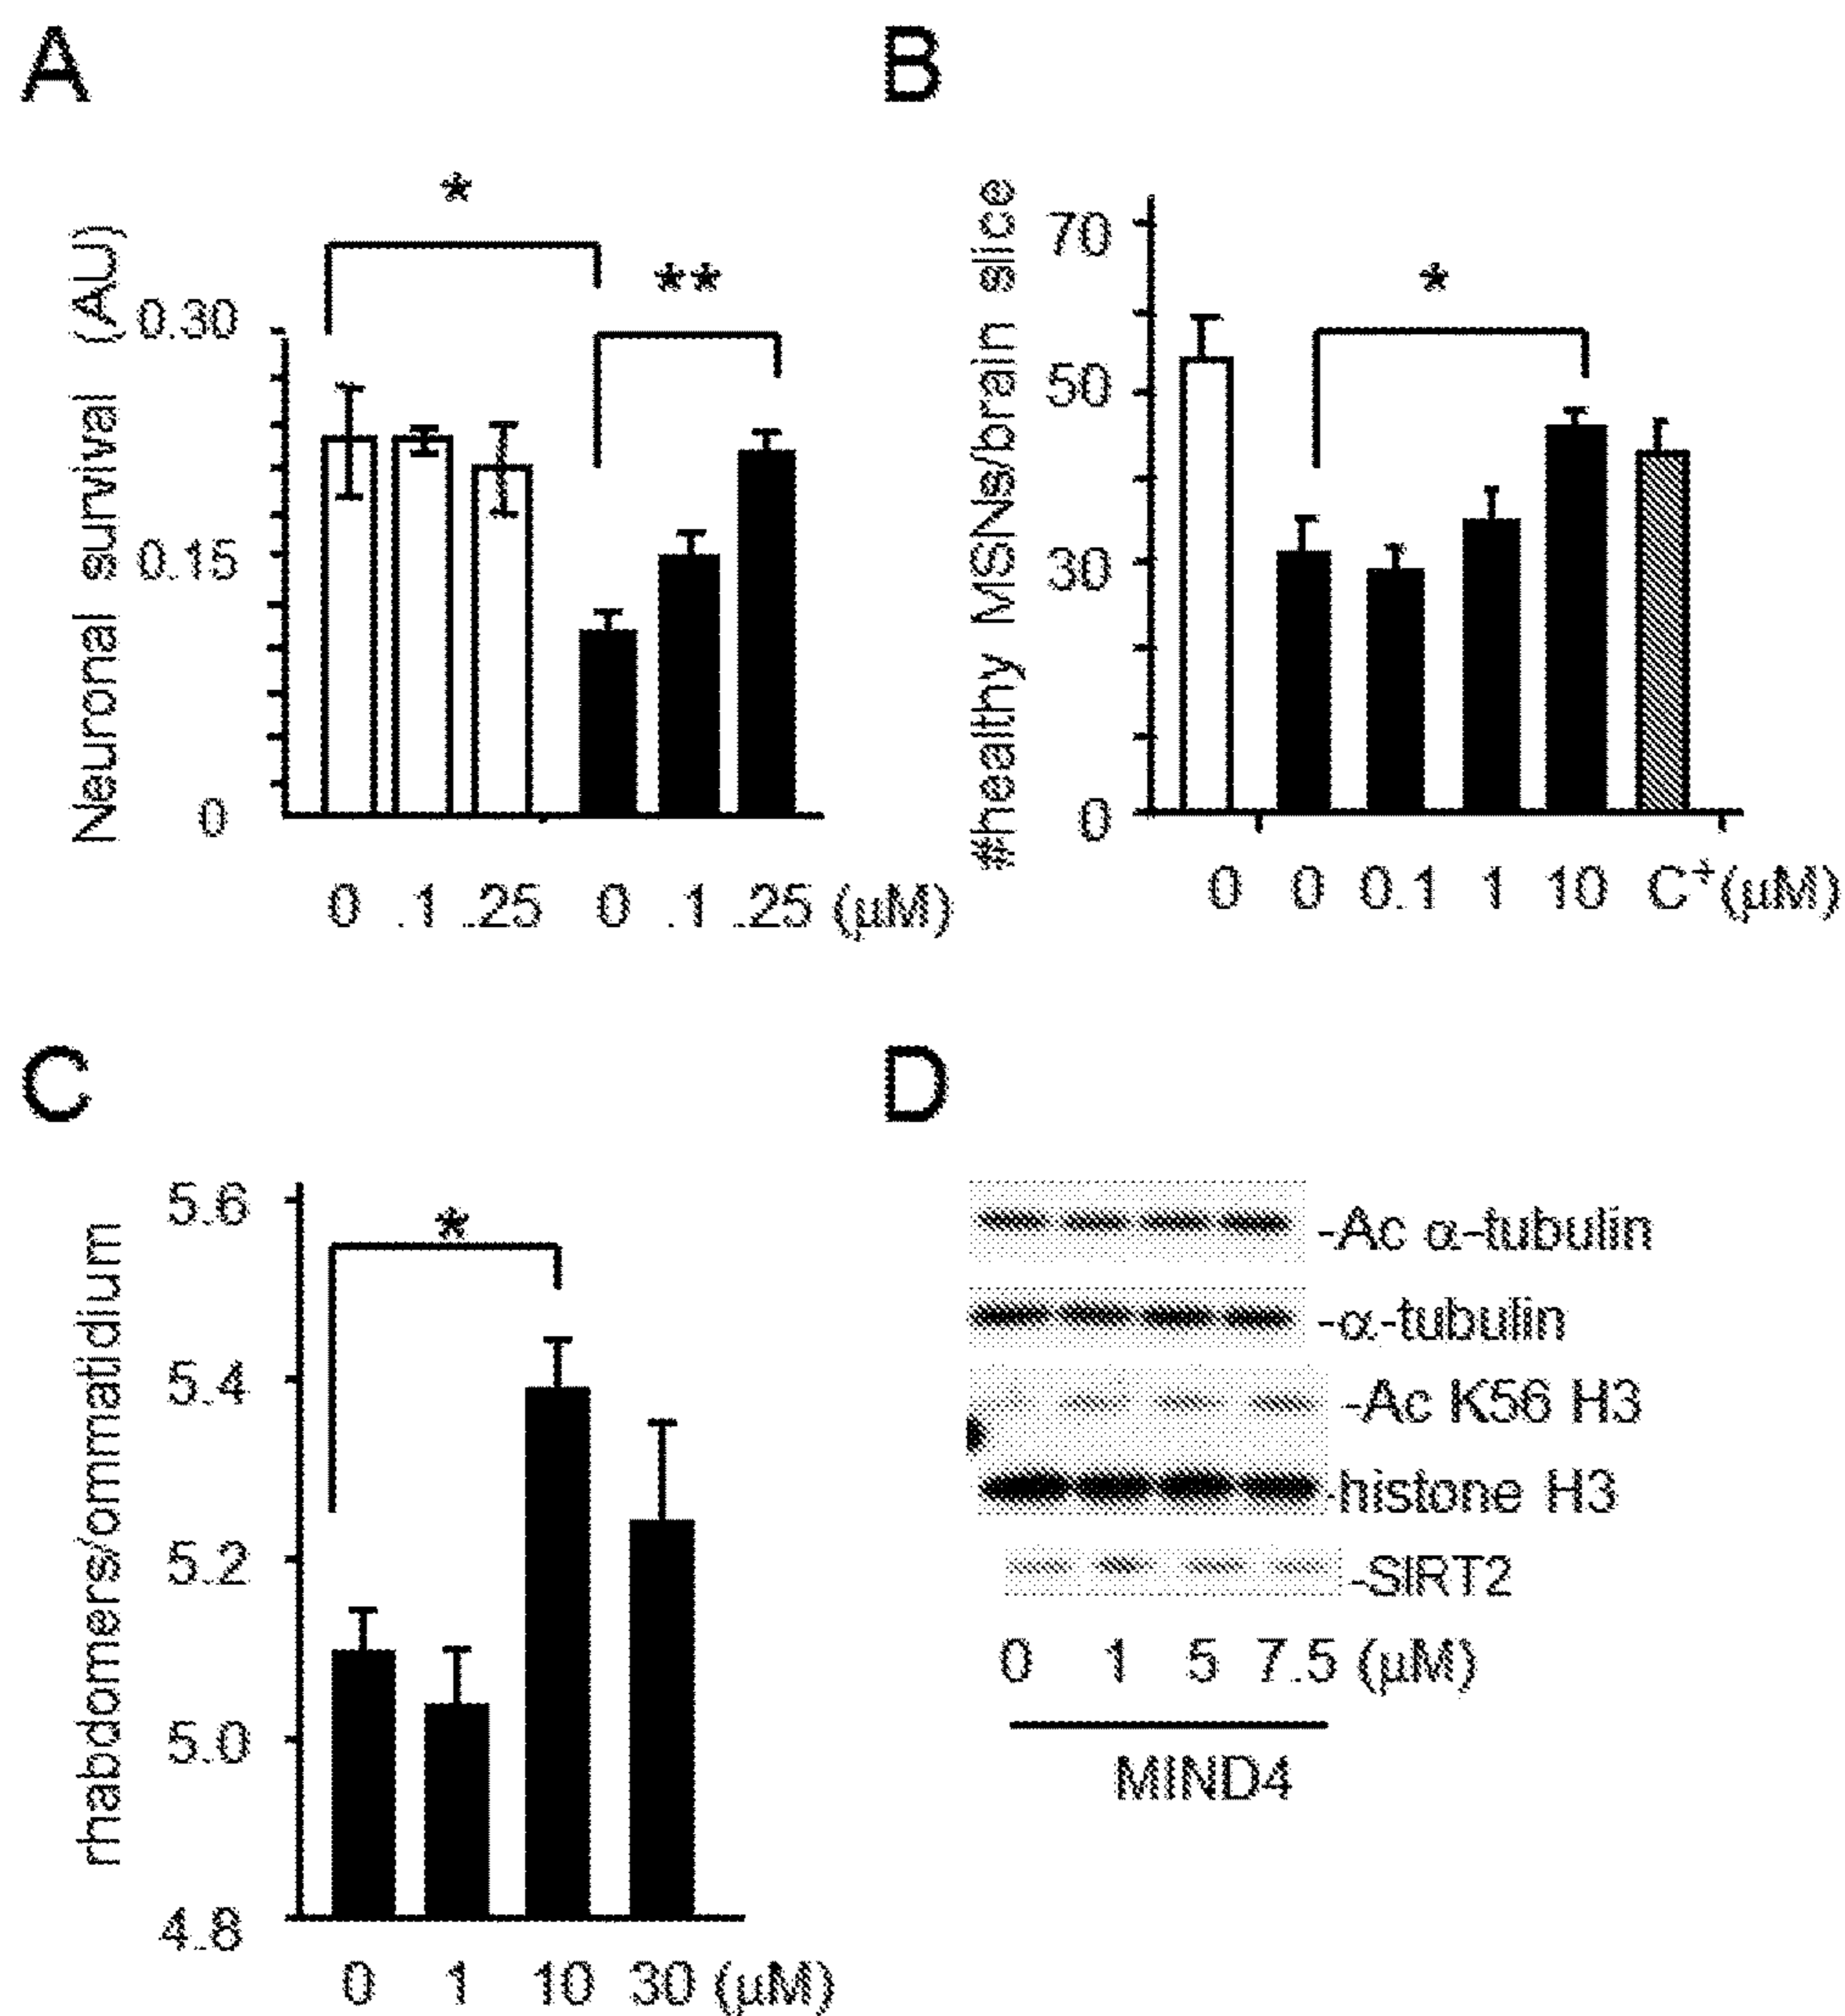 A
Neuronal survival (AU)
0.30
0.15
0
*
**
0 .1 .25 0 .1 .25 (μM)
B
#healthy MSNs/brain slice
70
50
30
0
*
0 0 0.1 1 10 C+ (μM)
C
rhabdomers/ommatidium
5.6
5.4
5.2
5.0
4.8
*
0 1 10 30 (μM)
D
-Ac α-tubulin
-α-tubulin
-Ac K56 H3
-histone H3
-SIRT2
0 1 5 7.5 (μM)
MIND4